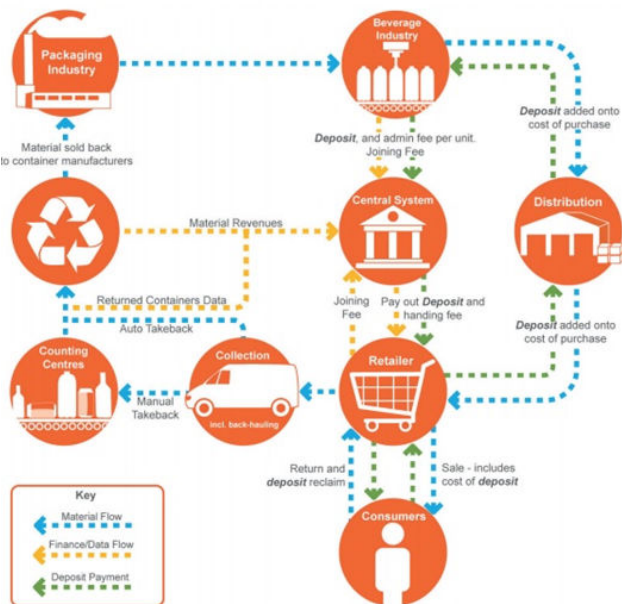 Packaging
Industry
Beverage
Industry
Deposit added onto
cost of purchase
Material sold back
to container manufacturers
Deposit, and admin fee per unit.
Joining Fee
Central System
Distribution
Material Revenues
Returned Containers Data
Joining
Fee
Pay out Deposit and
handing fee
Deposit added onto
cost of purchase
Auto Takeback
Counting
Centres
Collection
incl. back-hauling
Manual
Takeback
Retailer
Return and
deposit reclaim
Sale - includes
cost of deposit
Consumers
Key
Material Flow
Finance/Data Flow
Deposit Payment